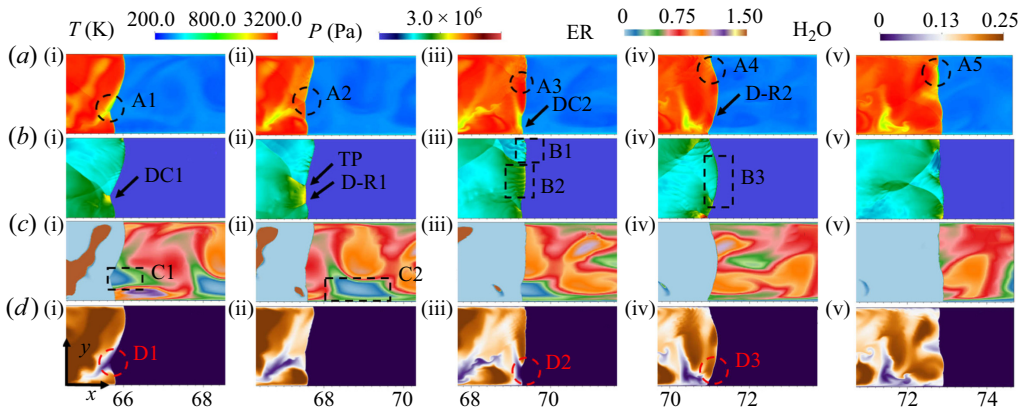 T (K) 200.0 800.0 3200.0 P (Pa) 3.0 × 10⁶ ER 0 0.75 1.50 H₂O 0 0.13 0.25
(a) (i) (ii) (iii) (iv) (v)
A1 A2 A3 DC2 A4 D-R2 A5
(b) (i) (ii) (iii) (iv) (v)
DC1 TP D-R1 B1 B2 B3
(c) (i) (ii) (iii) (iv) (v)
C1 C2
(d) (i) (ii) (iii) (iv) (v)
y x D1 D2 D3
66 68 68 70 68 70 70 72 72 74